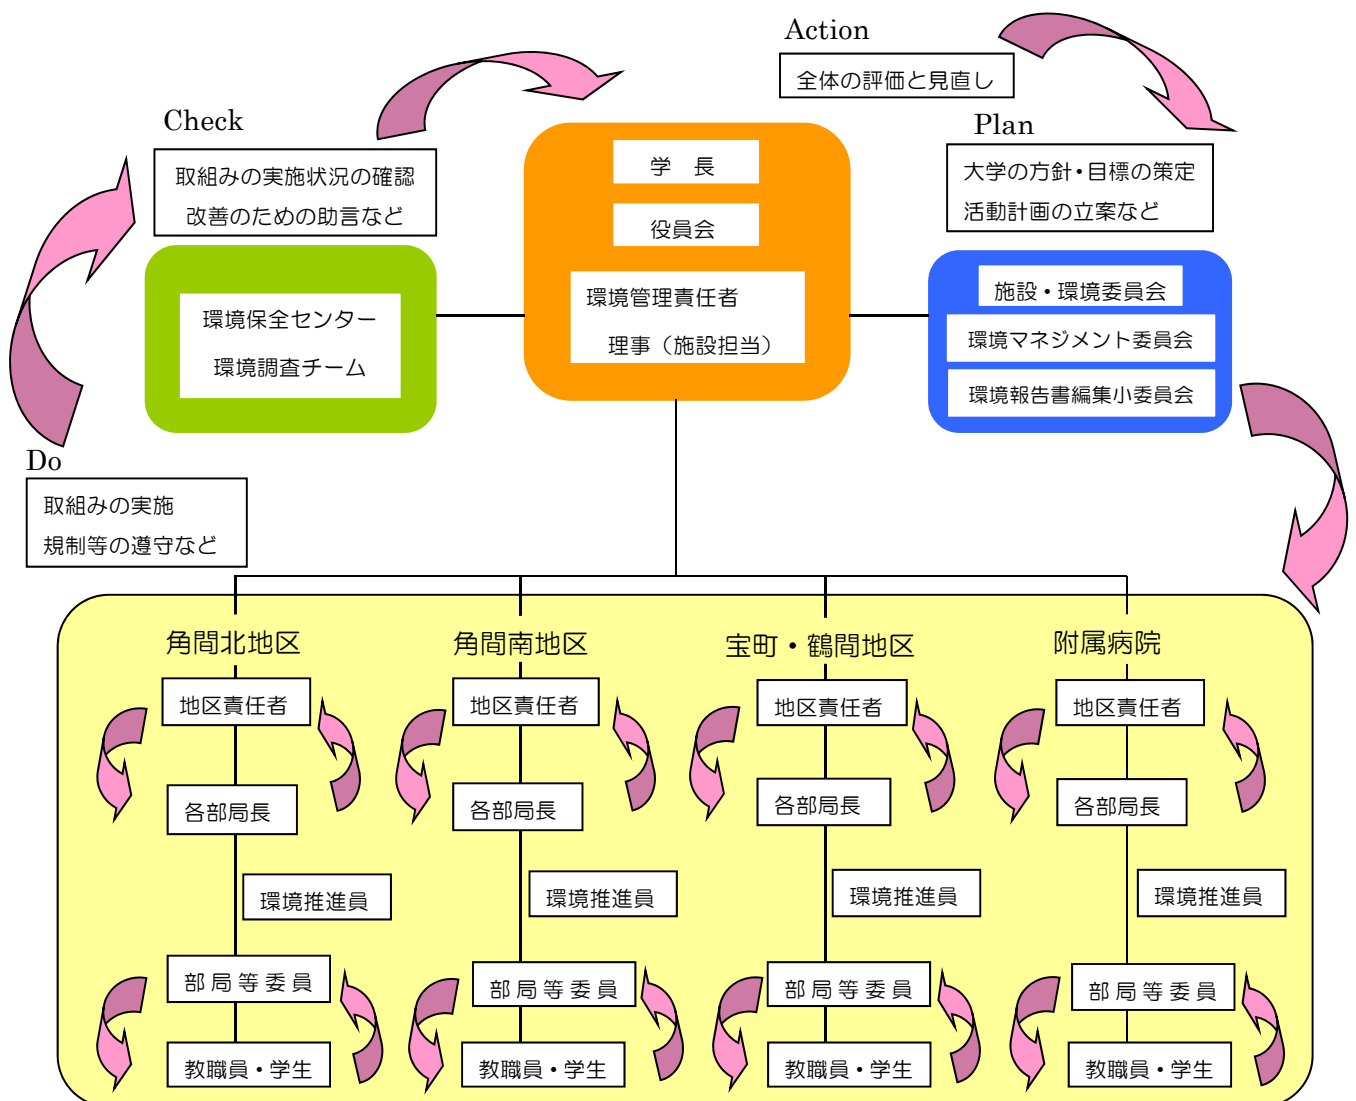 Action
全体の評価と見直し
Check
取組みの実施状況の確認
改善のための助言など
学　長
役員会
環境管理責任者
理事（施設担当）
Plan
大学の方針・目標の策定
活動計画の立案など
環境保全センター
環境調査チーム
施設・環境委員会
環境マネジメント委員会
環境報告書編集小委員会
Do
取組みの実施
規制等の遵守など
角間北地区
地区責任者
各部局長
環境推進員
部局等委員
教職員・学生
角間南地区
地区責任者
各部局長
環境推進員
部局等委員
教職員・学生
宝町・鶴間地区
地区責任者
各部局長
環境推進員
部局等委員
教職員・学生
附属病院
地区責任者
各部局長
環境推進員
部局等委員
教職員・学生